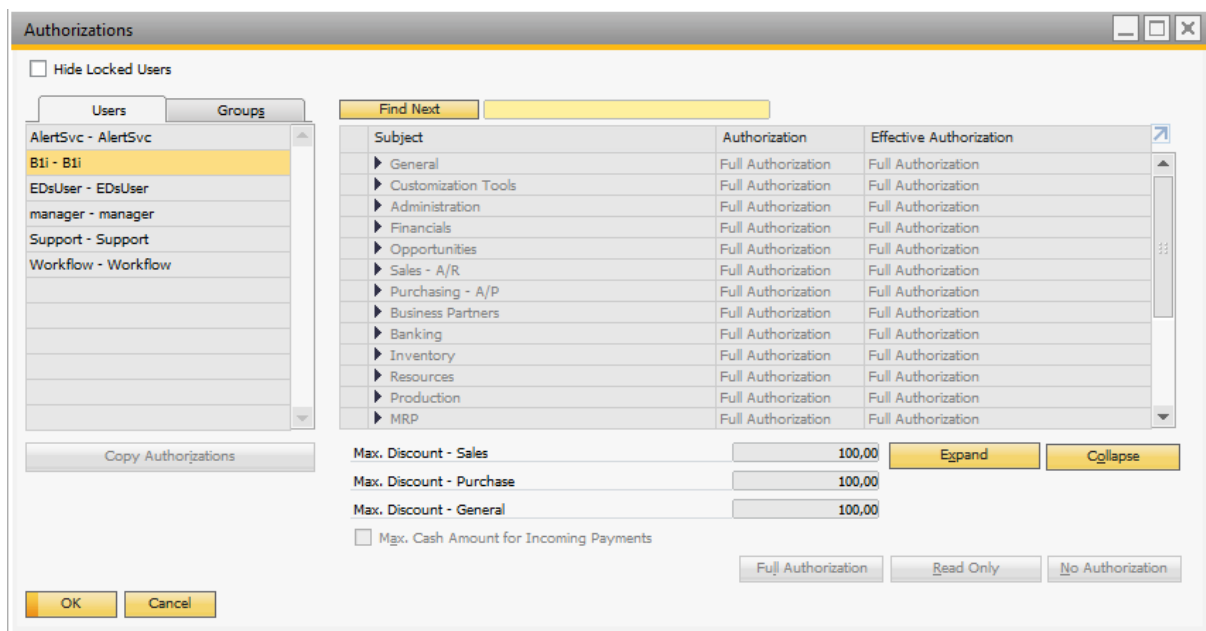 Authorizations
Hide Locked Users
Users Groups
Find Next
AlertSvc - AlertSvc
B1i - B1i
EDsUser - EDsUser
manager - manager
Support - Support
Workflow - Workflow
Subject Authorization Effective Authorization
General Full Authorization Full Authorization
Customization Tools Full Authorization Full Authorization
Administration Full Authorization Full Authorization
Financials Full Authorization Full Authorization
Opportunities Full Authorization Full Authorization
Sales - A/R Full Authorization Full Authorization
Purchasing - A/P Full Authorization Full Authorization
Business Partners Full Authorization Full Authorization
Banking Full Authorization Full Authorization
Inventory Full Authorization Full Authorization
Resources Full Authorization Full Authorization
Production Full Authorization Full Authorization
MRP Full Authorization Full Authorization
Copy Authorizations
Max. Discount - Sales 100,00
Max. Discount - Purchase 100,00
Max. Discount - General 100,00
Expand Collapse
Max. Cash Amount for Incoming Payments
Full Authorization Read Only No Authorization
OK Cancel